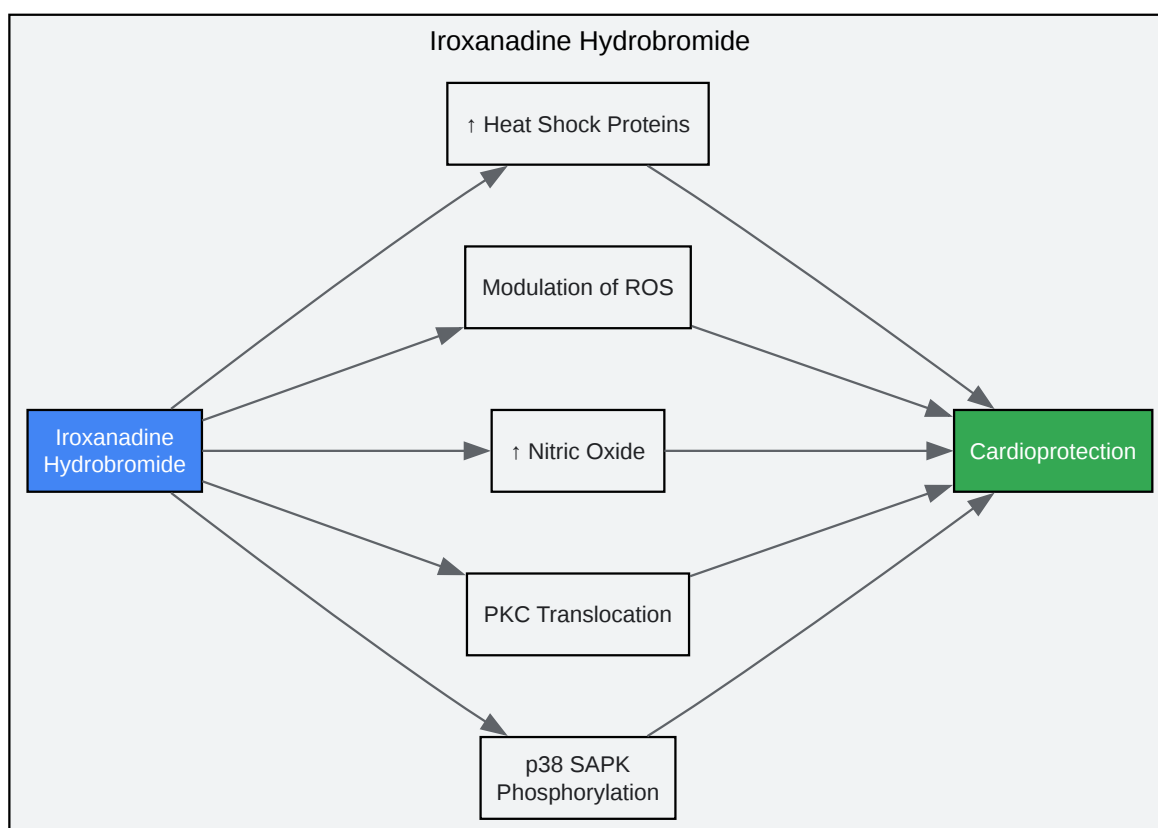 Iroxanadine Hydrobromide
↑ Heat Shock Proteins
Modulation of ROS
Iroxanadine
Hydrobromide
↑ Nitric Oxide
Cardioprotection
PKC Translocation
p38 SAPK
Phosphorylation